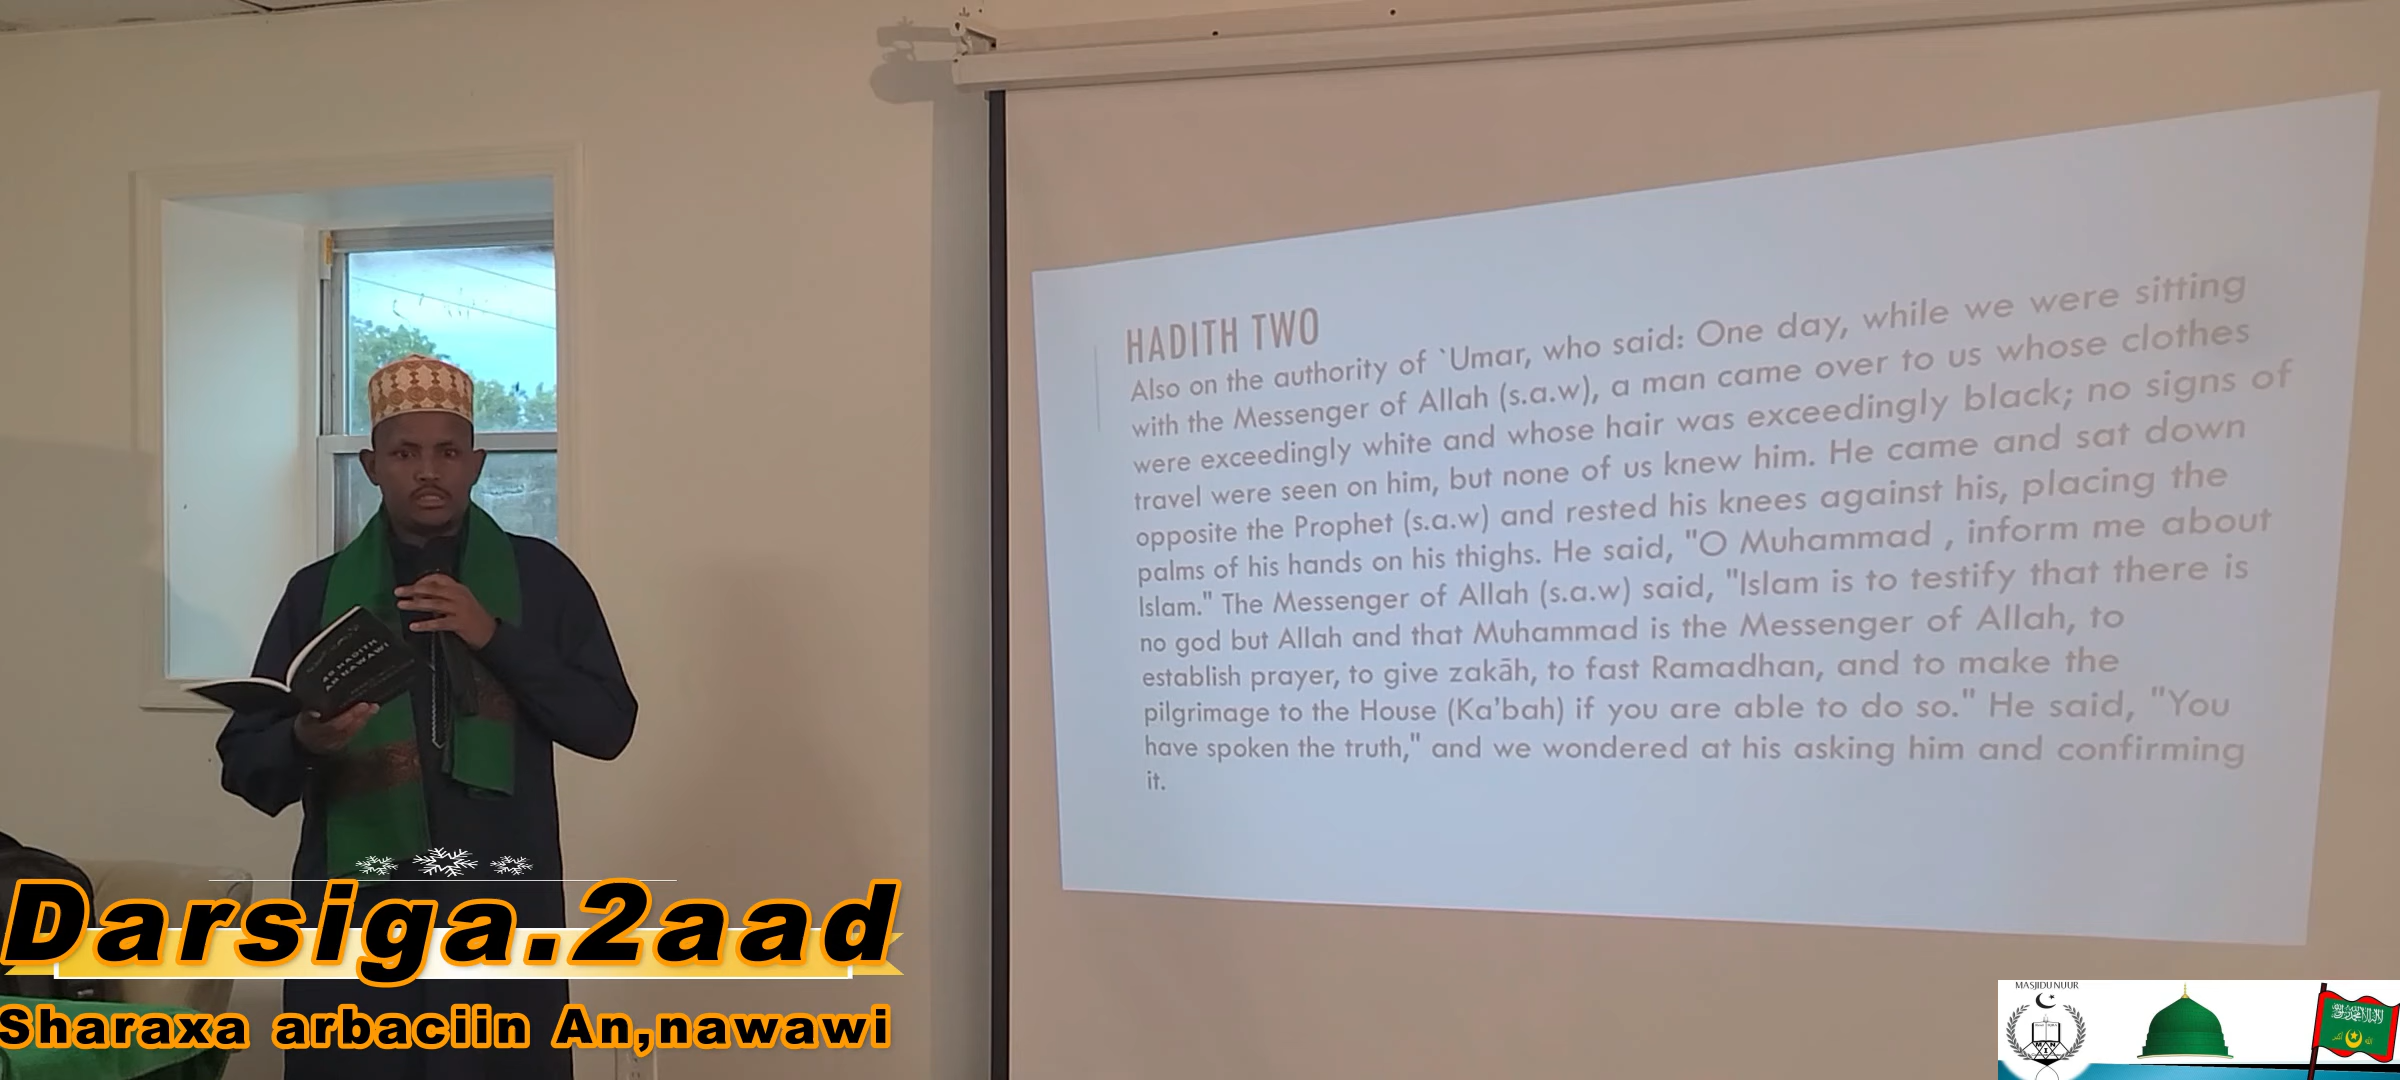 HADITH TWO
Also on the authority of `Umar, who said: One day, while we were sitting
with the Messenger of Allah (s.a.w), a man came over to us whose clothes
were exceedingly white and whose hair was exceedingly black; no signs of
travel were seen on him, but none of us knew him. He came and sat down
opposite the Prophet (s.a.w) and rested his knees against his, placing the
palms of his hands on his thighs. He said, "O Muhammad , inform me about
Islam." The Messenger of Allah (s.a.w) said, "Islam is to testify that there is
no god but Allah and that Muhammad is the Messenger of Allah, to
establish prayer, to give zakāh, to fast Ramadhan, and to make the
pilgrimage to the House (Ka'bah) if you are able to do so." He said, "You
have spoken the truth," and we wondered at his asking him and confirming
it.
40 HADITH
AN NAWAWI
Darsiga.2aad
Sharaxa arbaciin An,nawawi
MASJIDU NUUR